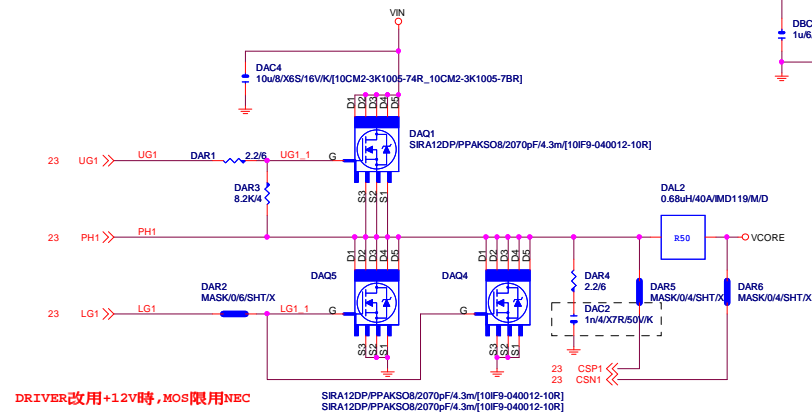 VIN
DBC
1u/6
DAC4
10u/8/X6S/16V/K/[10CM2-3K1005-74R_10CM2-3K1005-7BR]
D1 D2 D3 D4 D5
DAQ1
SIRA12DP/PPAKSO8/2070pF/4.3m/[10IF9-040012-10R]
23 UG1 UG1 DAR1 2.2/6 UG1_1 G
DAR3
8.2K/4
S3 S2 S1
DAL2
0.68uH/40A/IMD119/M/D
23 PH1 PH1 R50 VCORE
D1 D2 D3 D4 D5 D1 D2 D3 D4 D5
DAQ5 DAQ4
DAR4
2.2/6
DAR2
MASK/0/6/SHT/X
DAR5
MASK/0/4/SHT/X
DAR6
MASK/0/4/SHT/X
23 LG1 LG1 LG1_1 G G
DAC2
1n/4/X7R/50V/K
S3 S2 S1 S3 S2 S1
23 CSP1
23 CSN1
DRIVER改用+12V時,MOS限用NEC
SIRA12DP/PPAKSO8/2070pF/4.3m/[10IF9-040012-10R]
SIRA12DP/PPAKSO8/2070pF/4.3m/[10IF9-040012-10R]